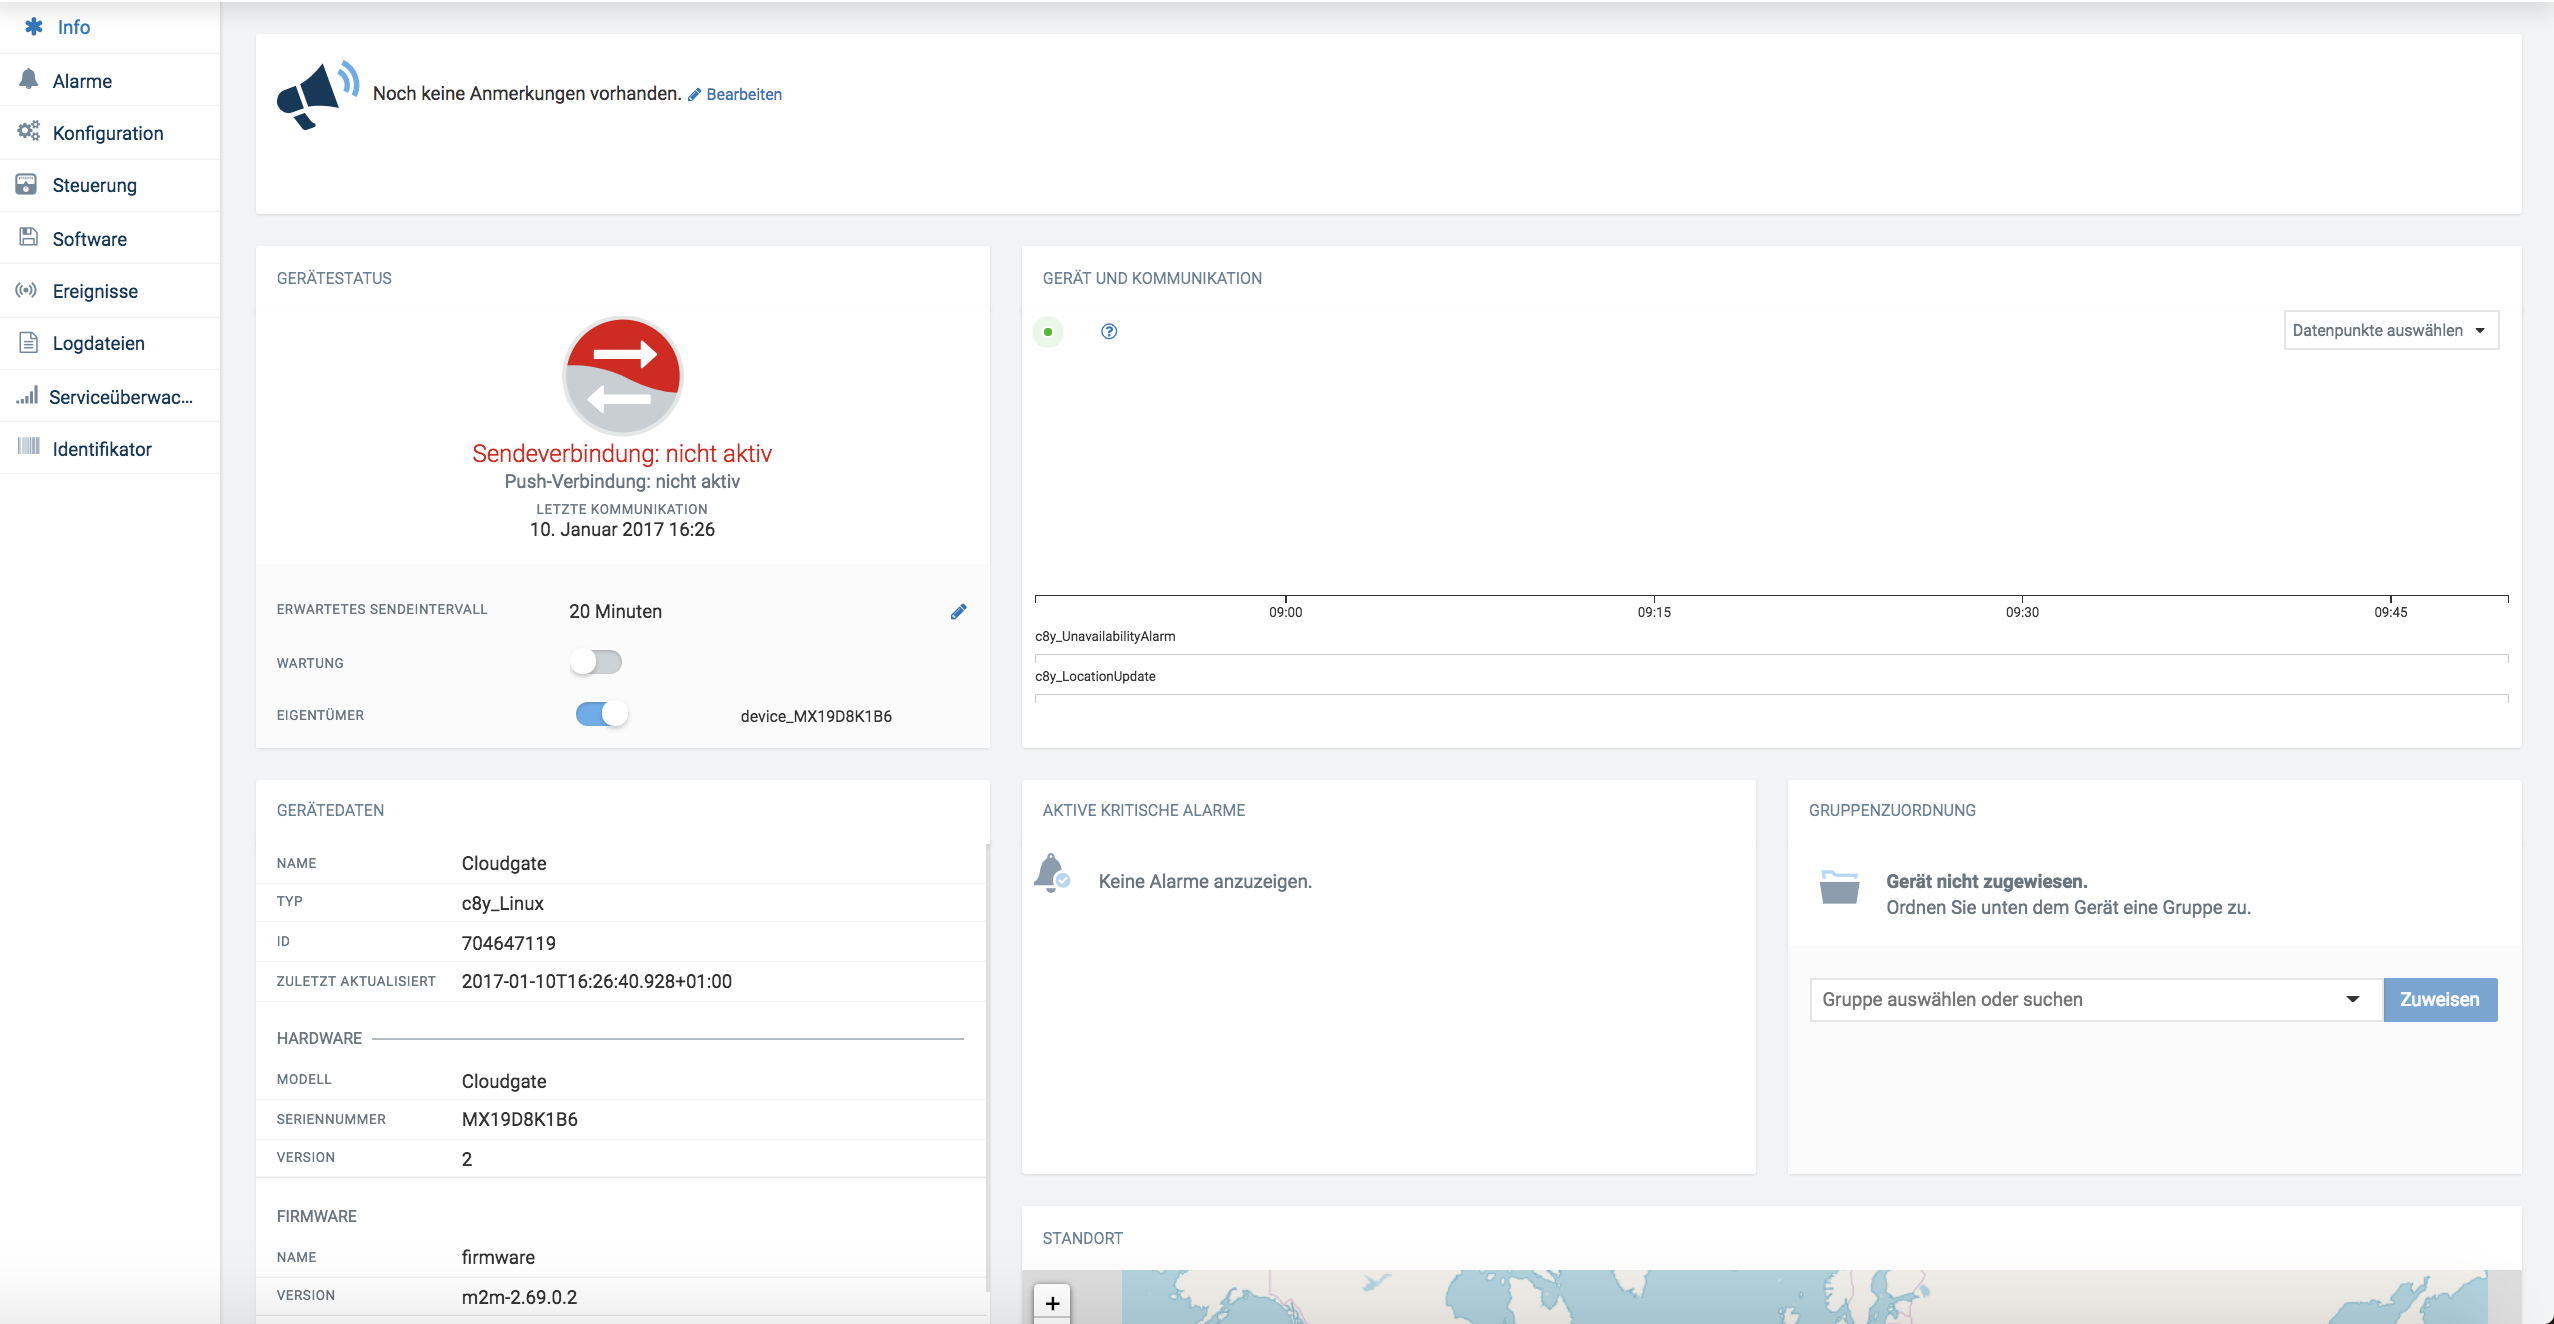 Info
Alarme
Konfiguration
Steuerung
Software
Ereignisse
Logdateien
Serviceüberwac...
Identifikator
Noch keine Anmerkungen vorhanden. Bearbeiten
GERÄTESTATUS
Sendeverbindung: nicht aktiv
Push-Verbindung: nicht aktiv
LETZTE KOMMUNIKATION
10. Januar 2017 16:26
ERWARTETES SENDEINTERVALL 20 Minuten
WARTUNG
EIGENTÜMER device_MX19D8K1B6
GERÄT UND KOMMUNIKATION
Datenpunkte auswählen
09:00 09:15 09:30 09:45
c8y_UnavailabilityAlarm
c8y_LocationUpdate
GERÄTEDATEN
NAME Cloudgate
TYP c8y_Linux
ID 704647119
ZULETZT AKTUALISIERT 2017-01-10T16:26:40.928+01:00
HARDWARE
MODELL Cloudgate
SERIENNUMMER MX19D8K1B6
VERSION 2
FIRMWARE
NAME firmware
VERSION m2m-2.69.0.2
AKTIVE KRITISCHE ALARME
Keine Alarme anzuzeigen.
GRUPPENZUORDNUNG
Gerät nicht zugewiesen.
Ordnen Sie unten dem Gerät eine Gruppe zu.
Gruppe auswählen oder suchen Zuweisen
STANDORT
+